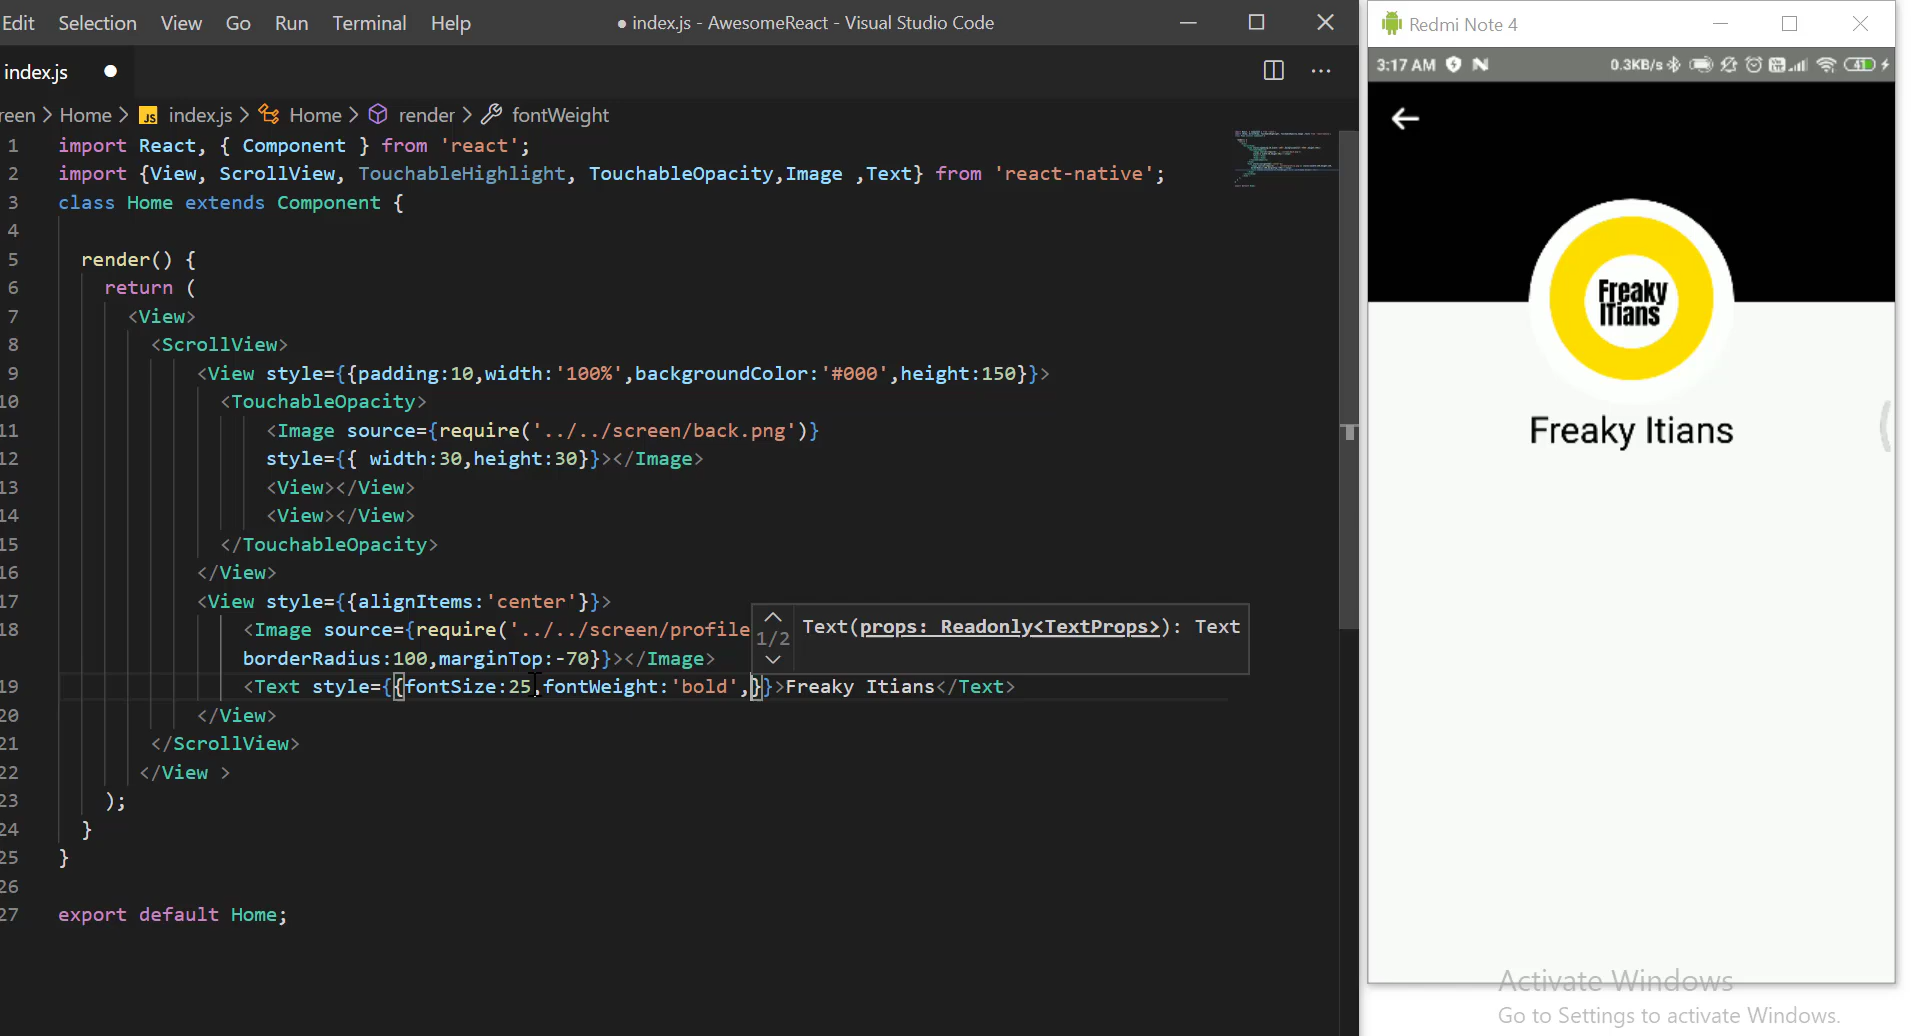 Edit Selection View Go Run Terminal Help ● index.js - AwesomeReact - Visual Studio Code
index.js ●
reen > Home > JS index.js > Home > render > fontWeight
1 import React, { Component } from 'react';
2 import {View, ScrollView, TouchableHighlight, TouchableOpacity,Image ,Text} from 'react-native';
3 class Home extends Component {
4
5 render() {
6 return (
7 <View>
8 <ScrollView>
9 <View style={{padding:10,width:'100%',backgroundColor:'#000',height:150}}>
10 <TouchableOpacity>
11 <Image source={require('../../screen/back.png')}
12 style={{ width:30,height:30}}></Image>
13 <View></View>
14 <View></View>
15 </TouchableOpacity>
16 </View>
17 <View style={{alignItems:'center'}}>
18 <Image source={require('../../screen/profile
borderRadius:100,marginTop:-70}}></Image>
19 <Text style={{fontSize:25,fontWeight:'bold',}}>Freaky Itians</Text>
20 </View>
21 </ScrollView>
22 </View >
23 );
24 }
25 }
26
27 export default Home;
1/2 Text(props: Readonly<TextProps>): Text
Redmi Note 4
3:17 AM 0.3KB/s 41
Freaky
ITians
Freaky Itians
Activate Windows
Go to Settings to activate Windows.